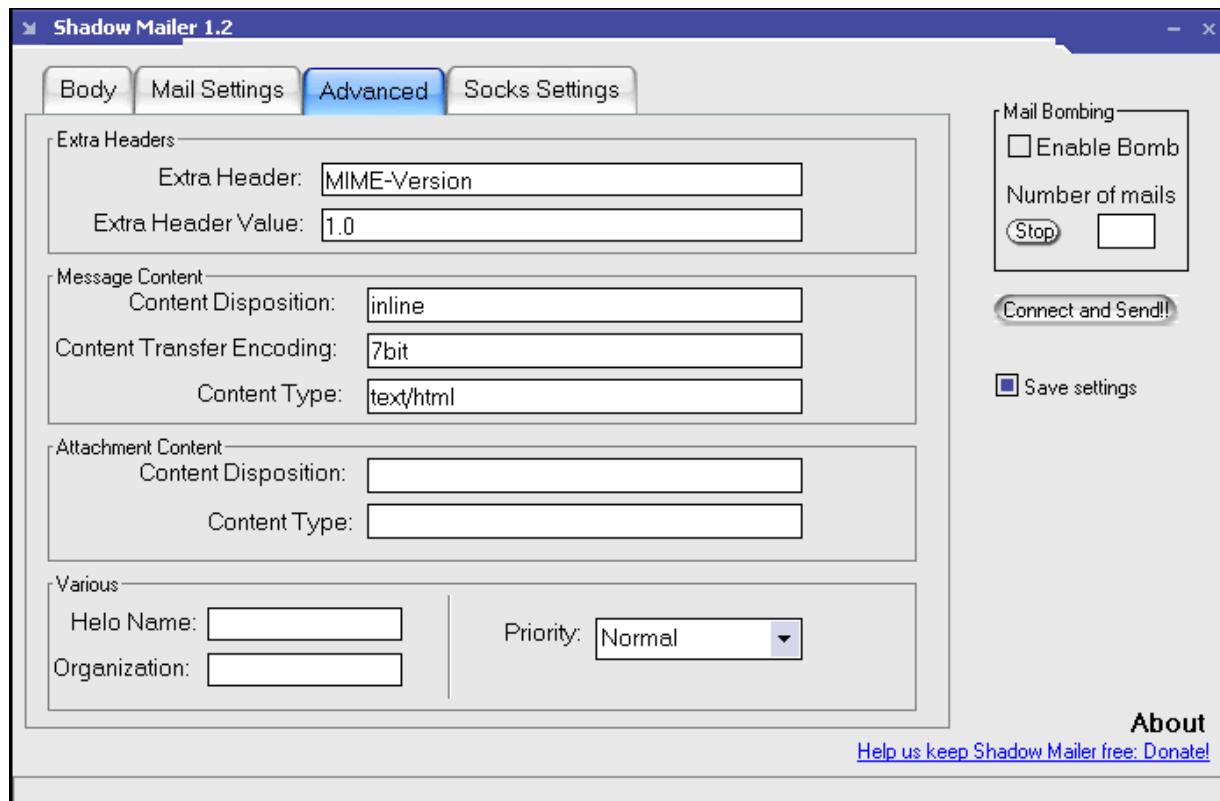 Shadow Mailer 1.2
Body
Mail Settings
Advanced
Socks Settings
Extra Headers
Extra Header: MIME-Version
Extra Header Value: 1.0
Message Content
Content Disposition: inline
Content Transfer Encoding: 7bit
Content Type: text/html
Attachment Content
Content Disposition:
Content Type:
Various
Helo Name:
Organization:
Priority: Normal
Mail Bombing
Enable Bomb
Number of mails
Stop
Connect and Send!!
Save settings
About
Help us keep Shadow Mailer free: Donate!